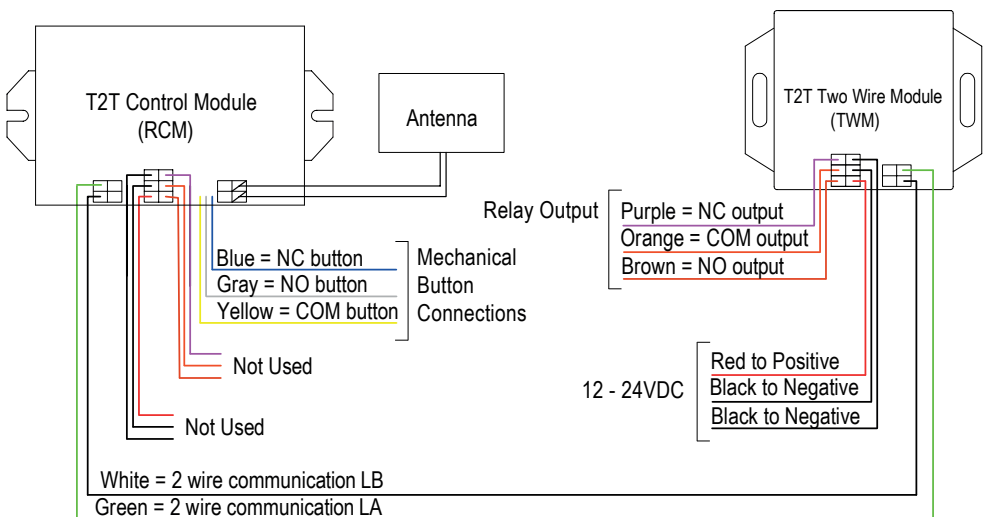 T2T Control Module
(RCM)
Antenna
T2T Two Wire Module
(TWM)
Relay Output
Purple = NC output
Orange = COM output
Brown = NO output
Blue = NC button
Gray = NO button
Yellow = COM button
Mechanical
Button
Connections
Not Used
12 - 24VDC
Red to Positive
Black to Negative
Black to Negative
Not Used
White = 2 wire communication LB
Green = 2 wire communication LA